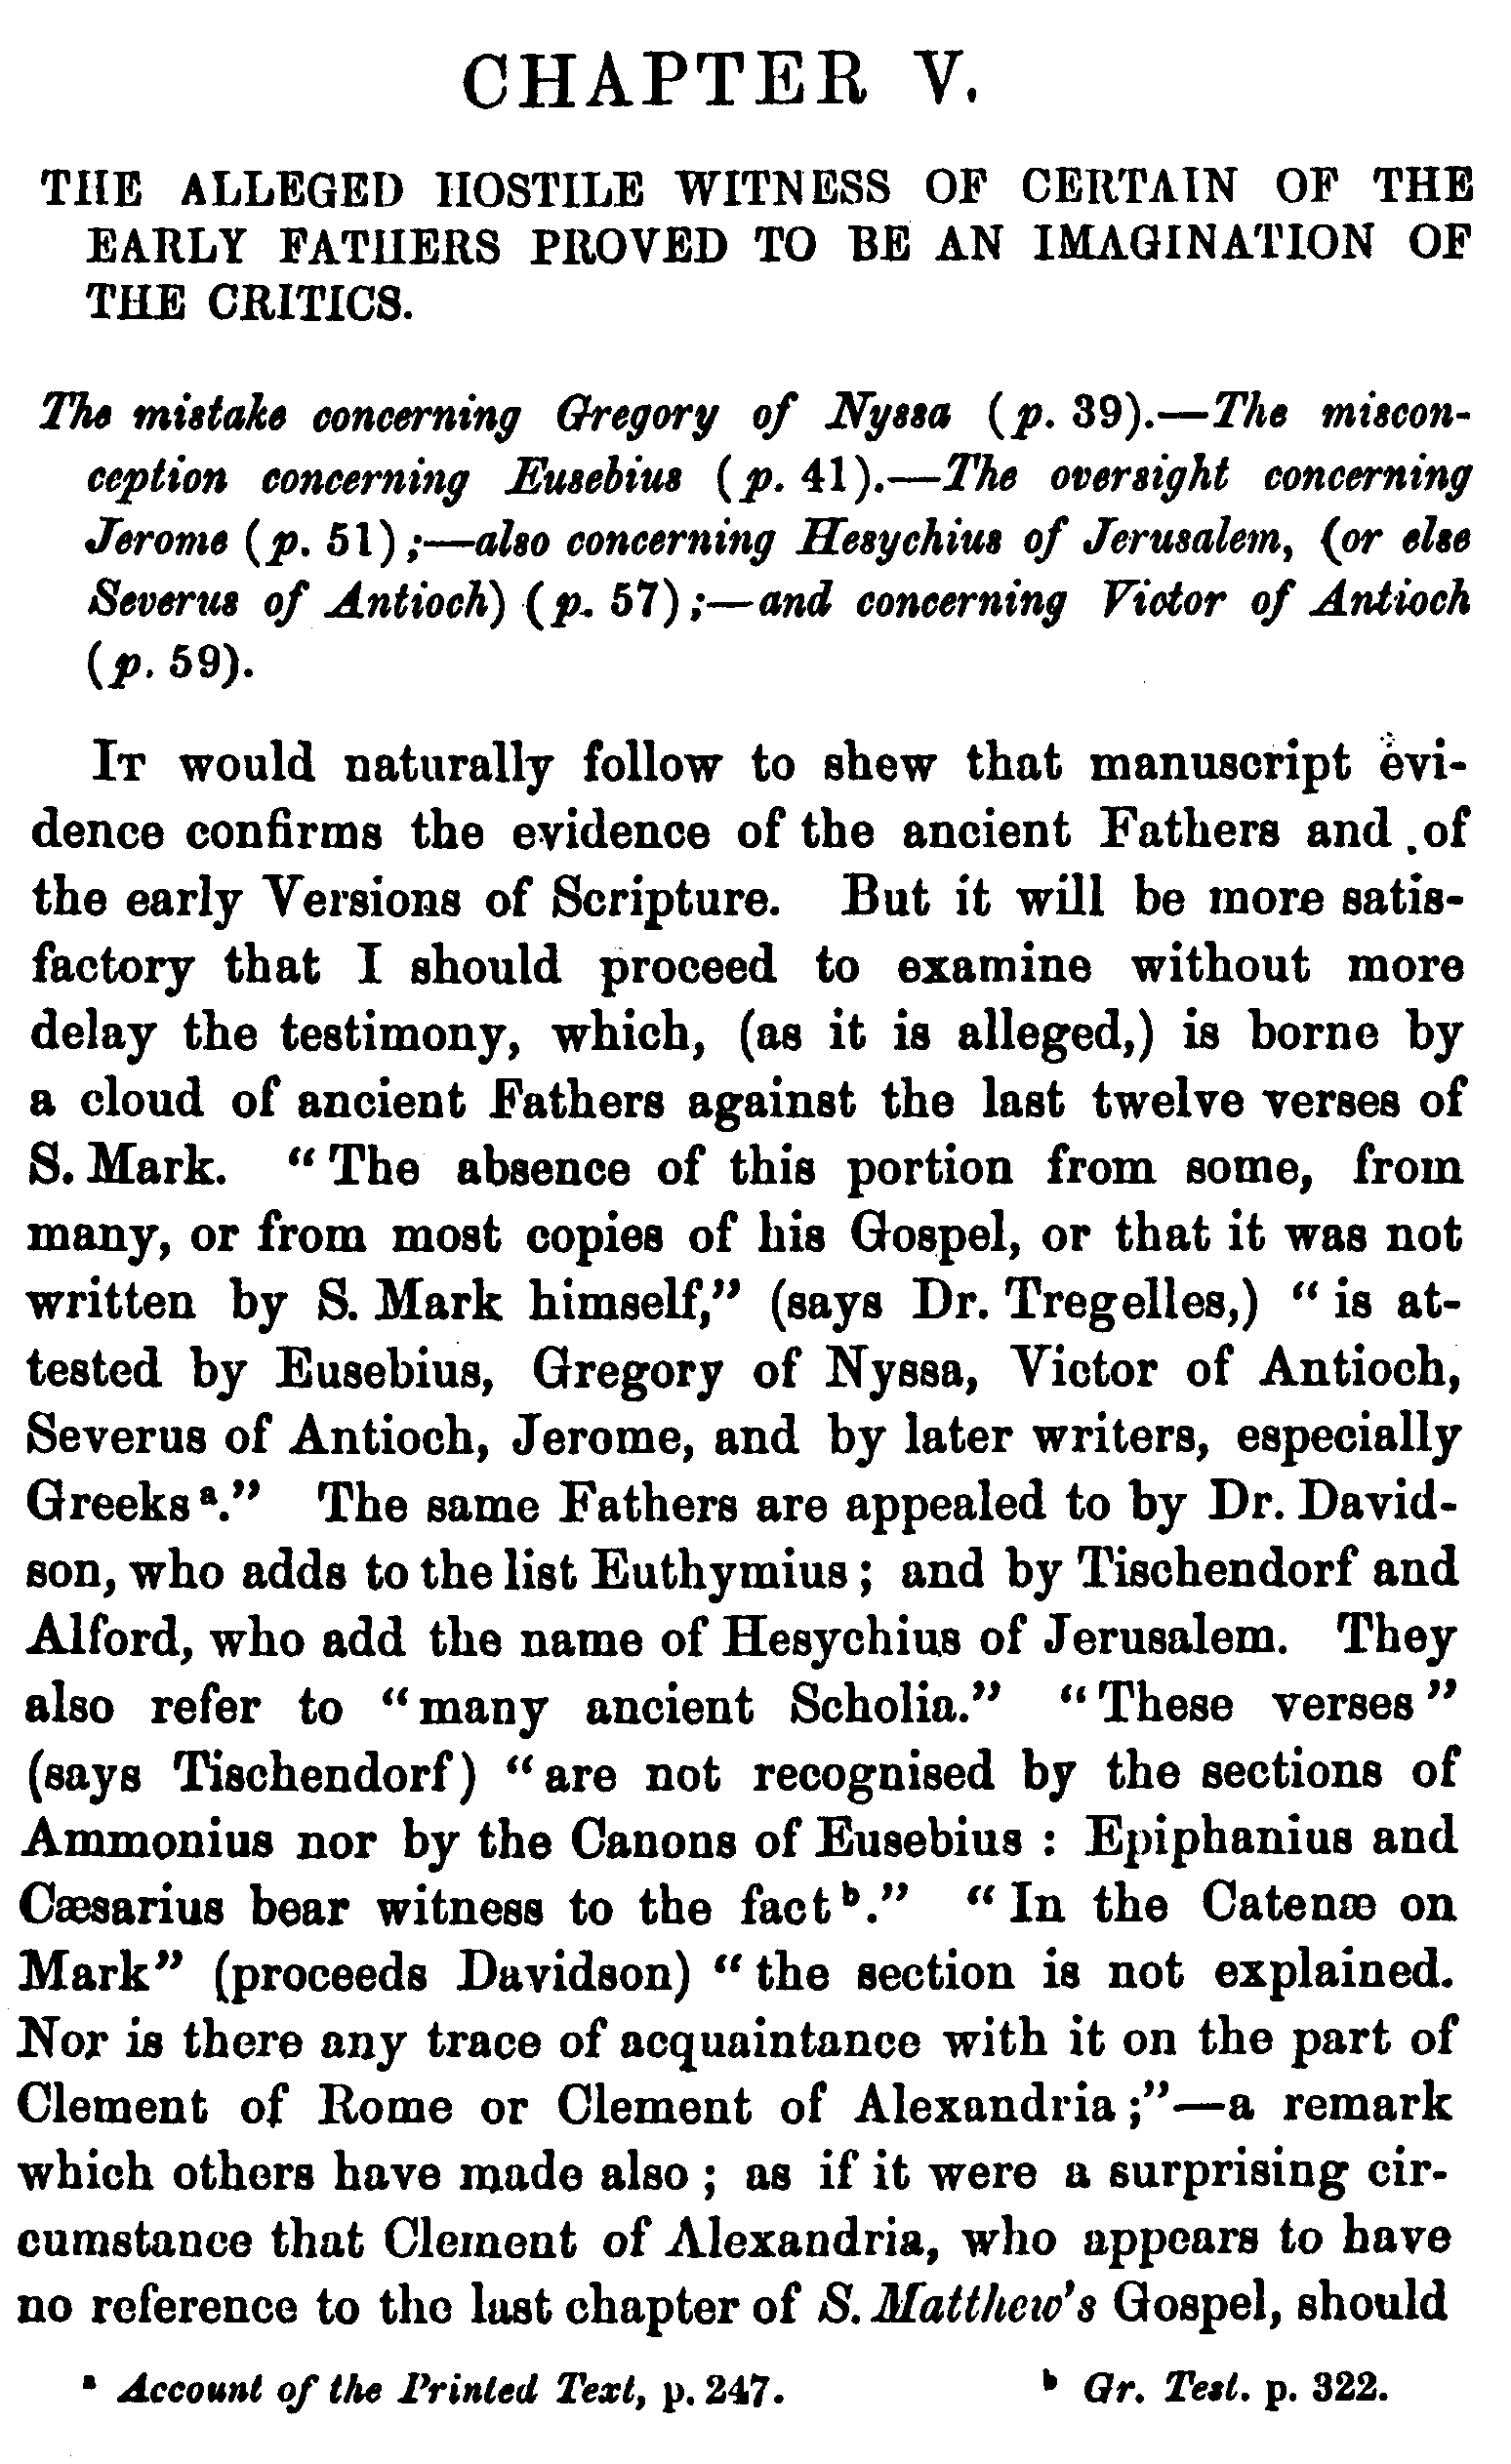 CHAPTER V.
THE ALLEGED HOSTILE WITNESS OF CERTAIN OF THE
EARLY FATHERS PROVED TO BE AN IMAGINATION OF
THE CRITICS.
The mistake concerning Gregory of Nyssa (p. 39).—The miscon-
ception concerning Eusebius (p. 41).—The oversight concerning
Jerome (p. 51);—also concerning Hesychius of Jerusalem, (or else
Severus of Antioch) (p. 57);—and concerning Victor of Antioch
(p. 59).
IT would naturally follow to shew that manuscript evi-
dence confirms the evidence of the ancient Fathers and of
the early Versions of Scripture. But it will be more satis-
factory that I should proceed to examine without more
delay the testimony, which, (as it is alleged,) is borne by
a cloud of ancient Fathers against the last twelve verses of
S. Mark. “The absence of this portion from some, from
many, or from most copies of his Gospel, or that it was not
written by S. Mark himself,” (says Dr. Tregelles,) “is at-
tested by Eusebius, Gregory of Nyssa, Victor of Antioch,
Severus of Antioch, Jerome, and by later writers, especially
Greeks a.” The same Fathers are appealed to by Dr. David-
son, who adds to the list Euthymius; and by Tischendorf and
Alford, who add the name of Hesychius of Jerusalem. They
also refer to “many ancient Scholia.” “These verses”
(says Tischendorf) “are not recognised by the sections of
Ammonius nor by the Canons of Eusebius: Epiphanius and
Cæsarius bear witness to the fact b.” “In the Catenæ on
Mark” (proceeds Davidson) “the section is not explained.
Nor is there any trace of acquaintance with it on the part of
Clement of Rome or Clement of Alexandria;”—a remark
which others have made also; as if it were a surprising cir-
cumstance that Clement of Alexandria, who appears to have
no reference to the last chapter of S. Matthew's Gospel, should
a Account of the Printed Text, p. 247. b Gr. Test. p. 322.